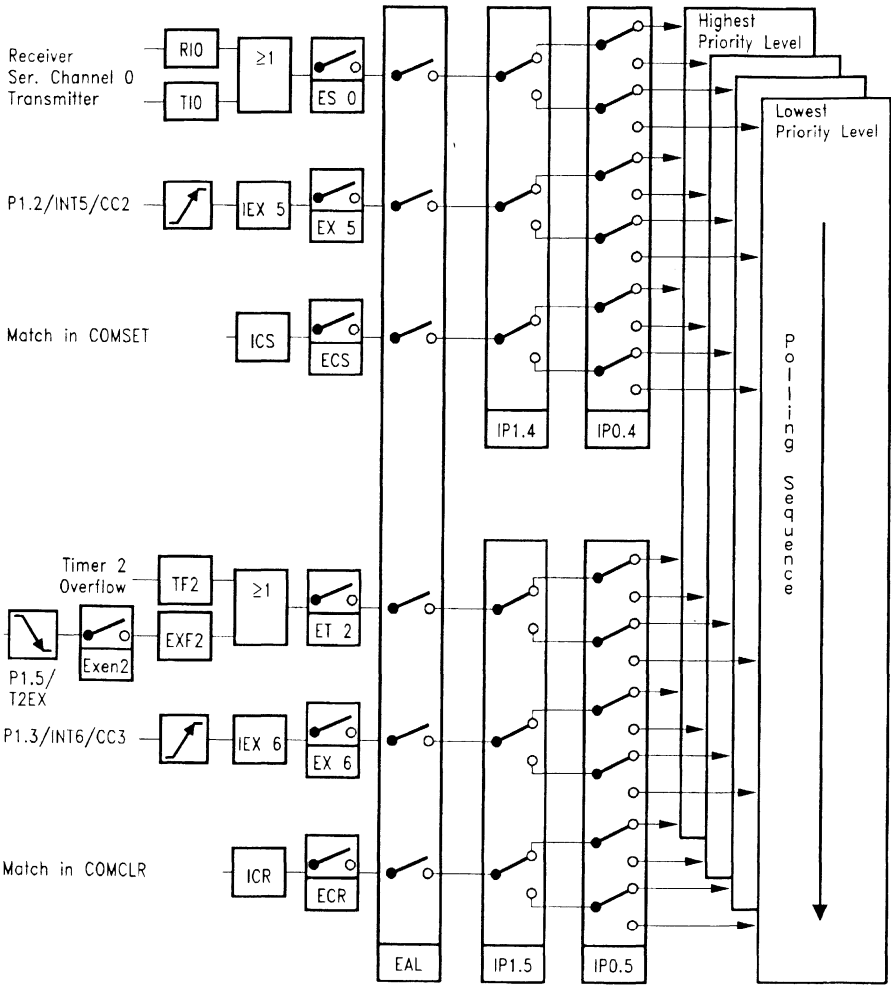 Highest
Priority Level
Receiver
Ser. Channel 0
Transmitter
RI0
TI0
≥1
ES 0
Lowest
Priority Level
P1.2/INT5/CC2
IEX 5
EX 5
Match in COMSET
ICS
ECS
IP1.4
IP0.4
Polling Sequence
Timer 2
Overflow
TF2
≥1
ET 2
EXF2
Exen2
P1.5/
T2EX
P1.3/INT6/CC3
IEX 6
EX 6
Match in COMCLR
ICR
ECR
EAL
IP1.5
IP0.5